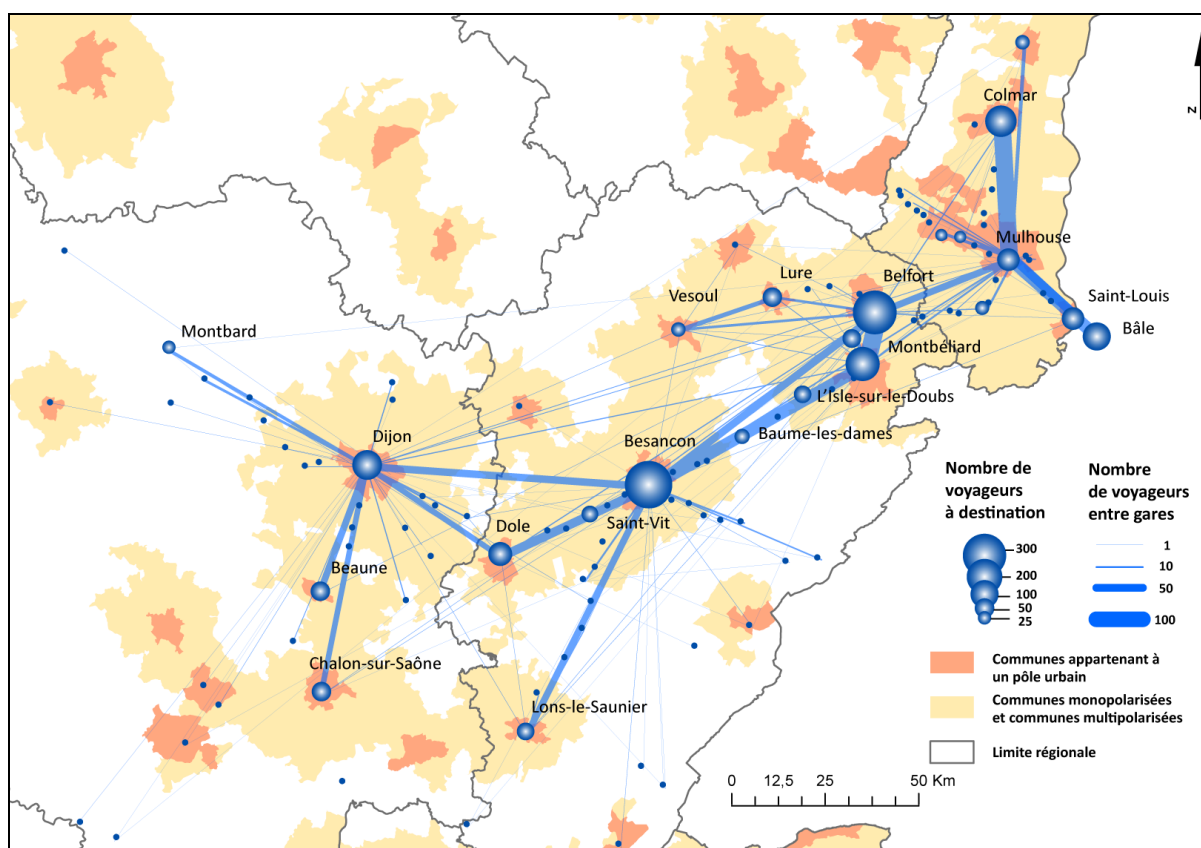 N
Colmar
Mulhouse
Lure
Belfort
Vesoul
Saint-Louis
Bâle
Montbard
Montbéliard
L'Isle-sur-le-Doubs
Dijon
Besancon
Baume-les-dames
Dole
Saint-Vit
Beaune
Chalon-sur-Saône
Lons-le-Saunier
Nombre de
voyageurs
à destination
300
200
100
50
25
Nombre
de voyageurs
entre gares
1
10
50
100
Communes appartenant à
un pôle urbain
Communes monopolarisées
et communes multipolarisées
Limite régionale
0 12,5 25 50 Km